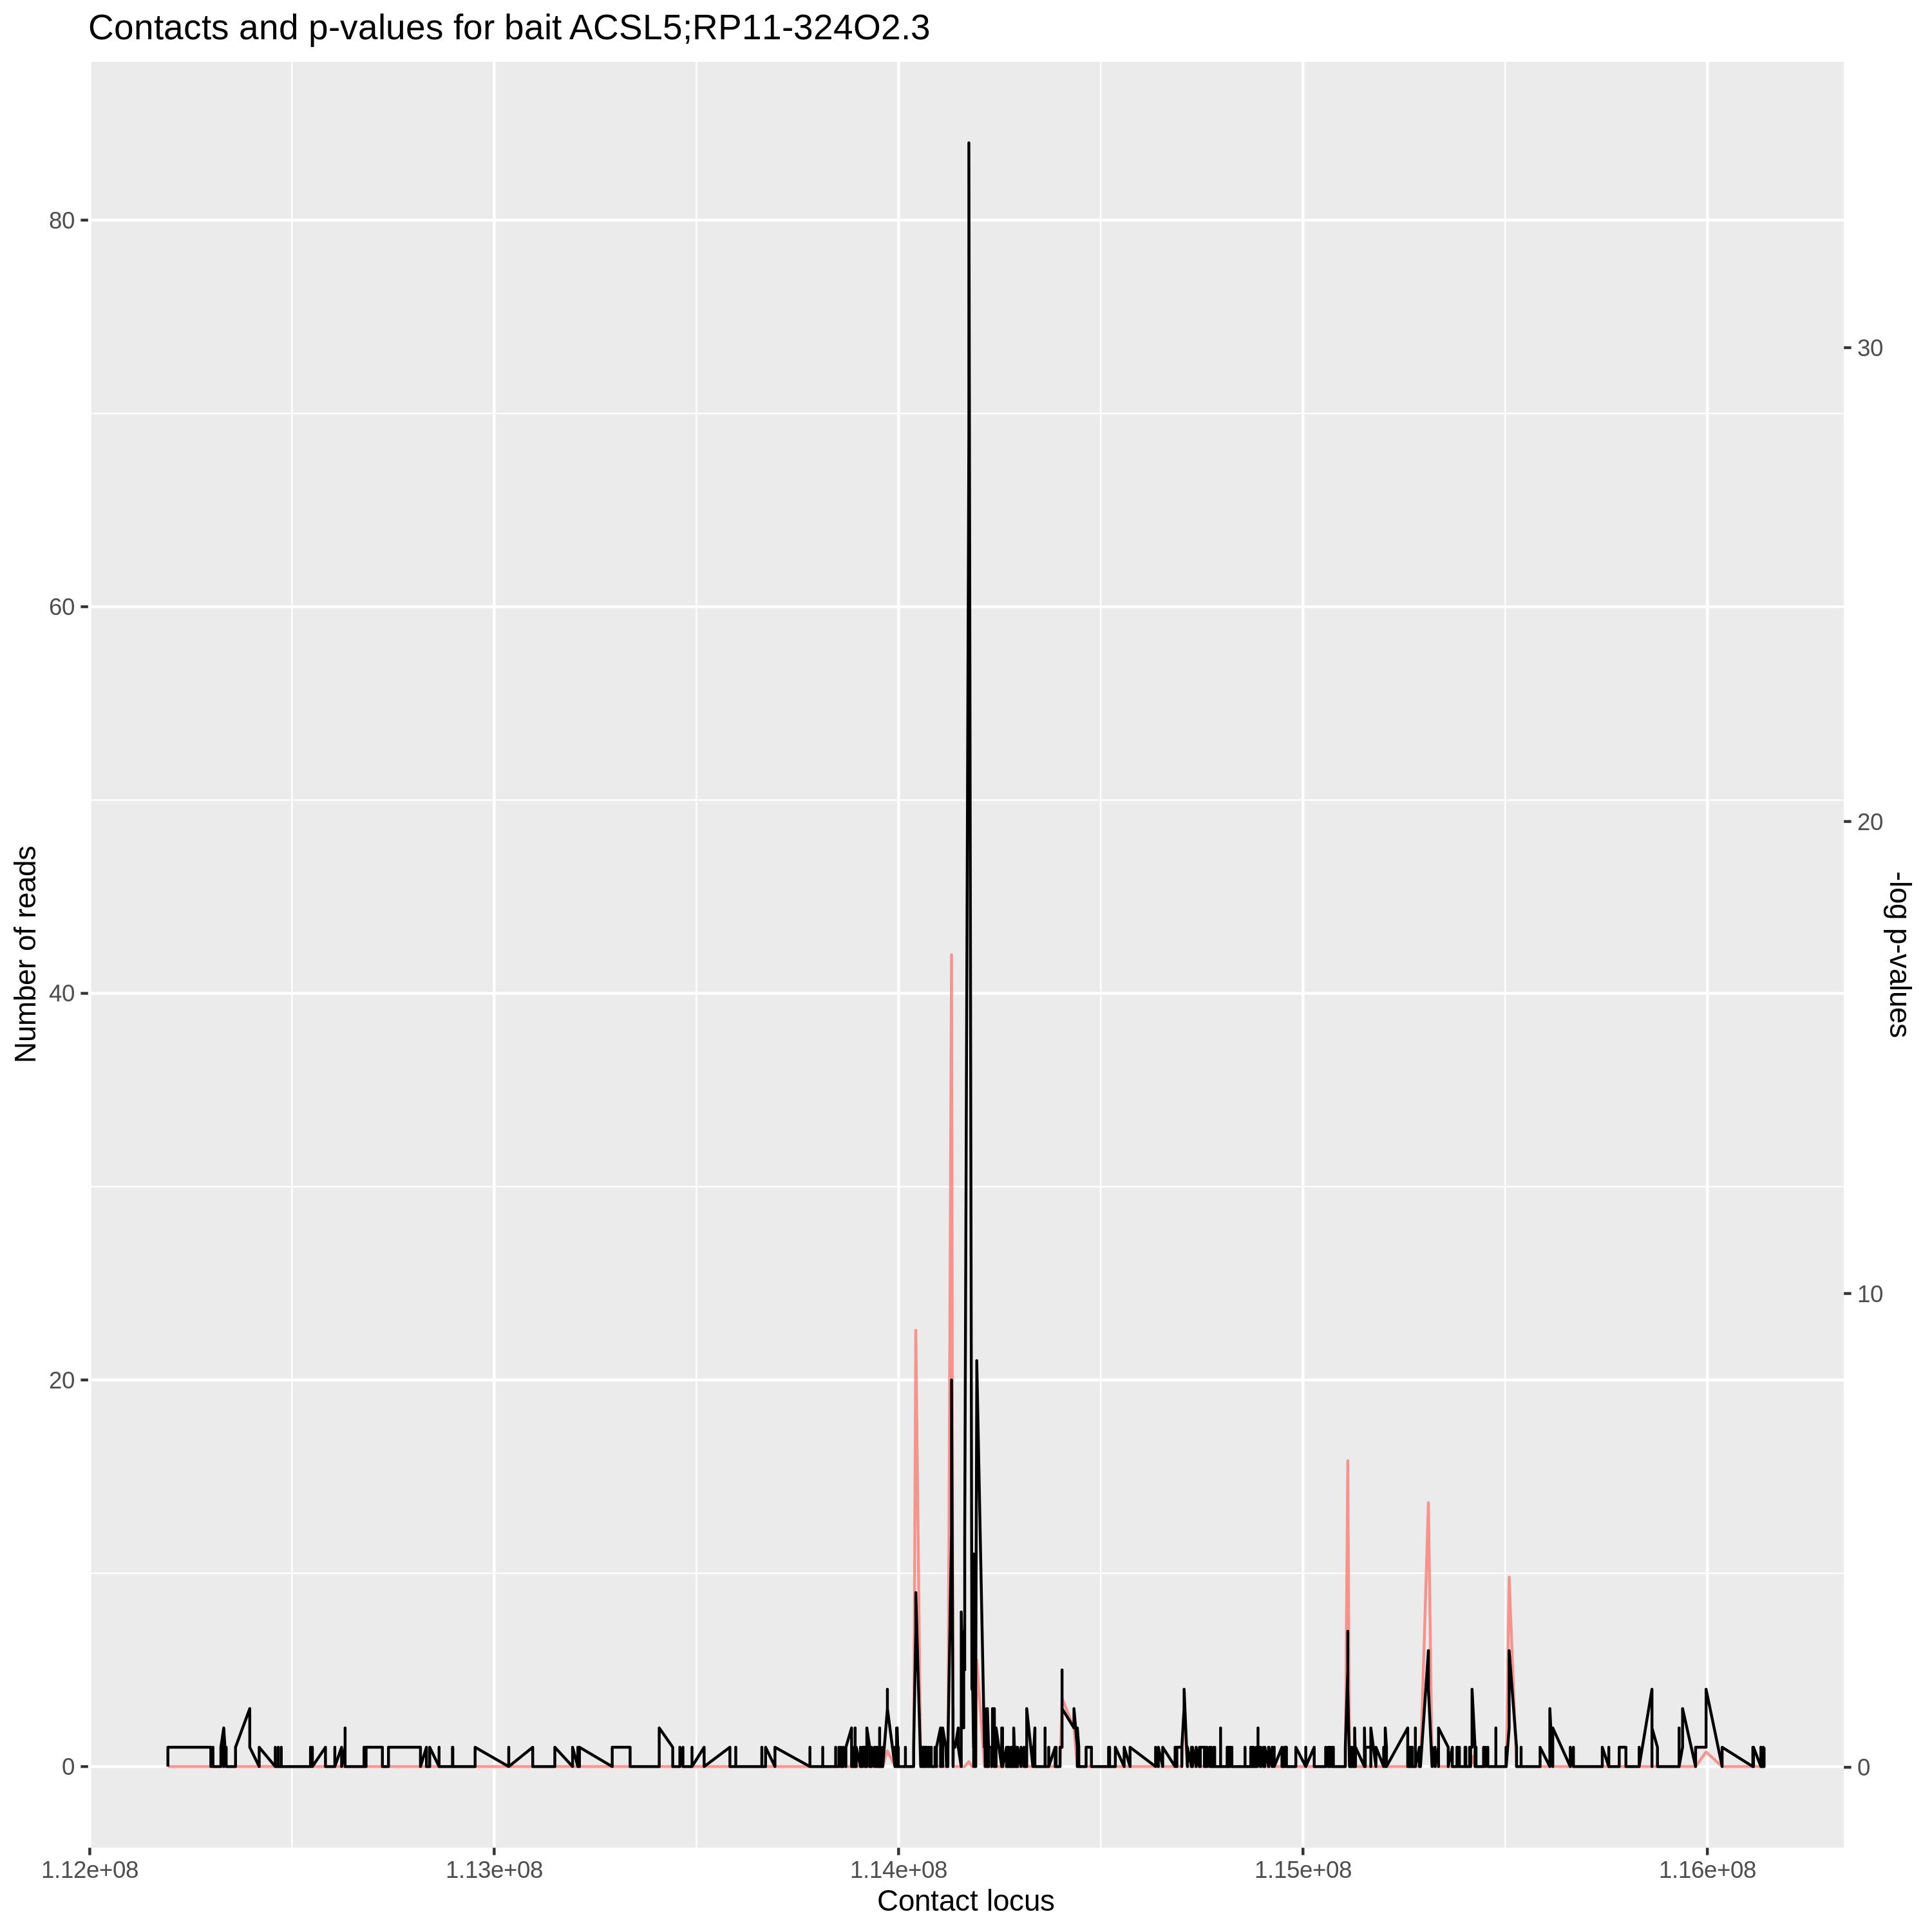 Contacts and p-values for bait ACSL5;RP11-324O2.3
80
60
40
20
0
Number of reads
30
20
10
0
-log p-values
1.12e+08
1.13e+08
1.14e+08
1.15e+08
1.16e+08
Contact locus